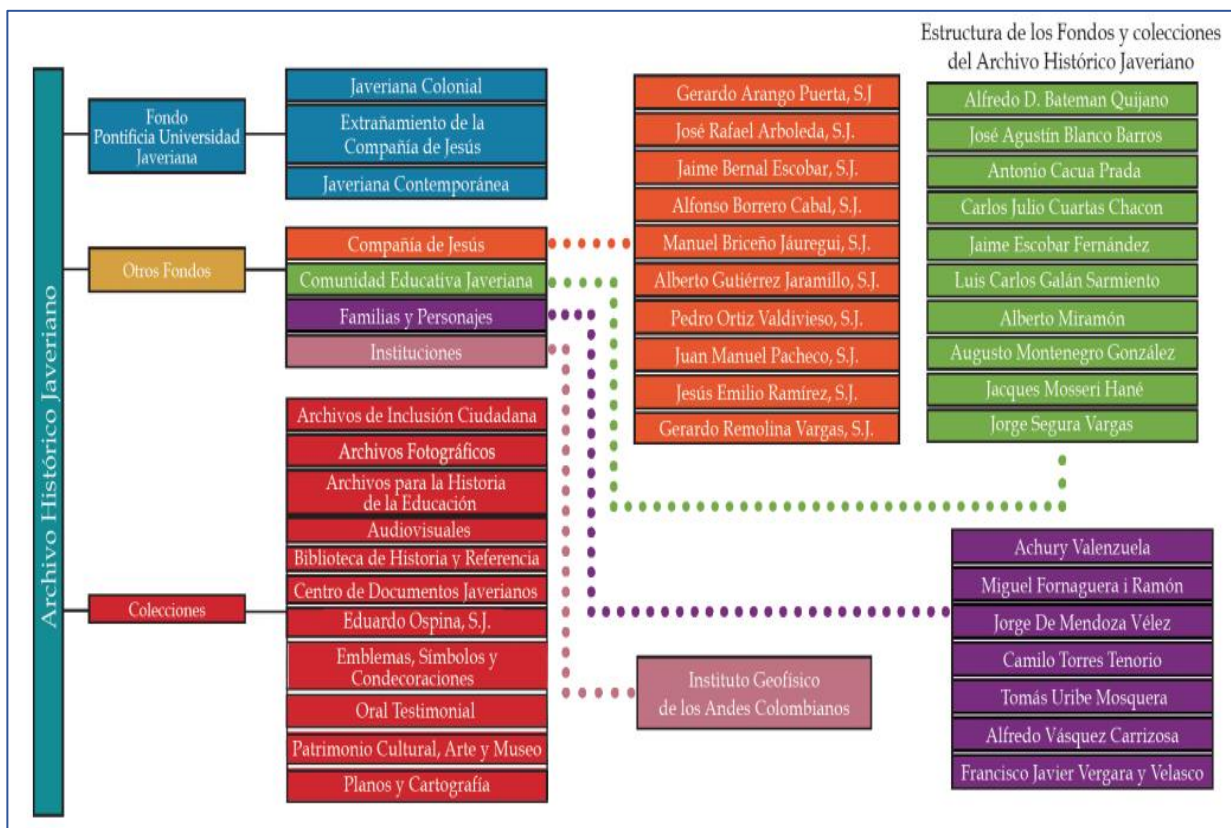 Estructura de los Fondos y colecciones
del Archivo Histórico Javeriano
Archivo Histórico Javeriano
Fondo
Pontificia Universidad
Javeriana
Javeriana Colonial
Extrañamiento de la
Compañía de Jesús
Javeriana Contemporánea
Otros Fondos
Compañía de Jesús
Comunidad Educativa Javeriana
Familias y Personajes
Instituciones
Colecciones
Archivos de Inclusión Ciudadana
Archivos Fotográficos
Archivos para la Historia
de la Educación
Audiovisuales
Biblioteca de Historia y Referencia
Centro de Documentos Javerianos
Eduardo Ospina, S.J.
Emblemas, Símbolos y
Condecoraciones
Oral Testimonial
Patrimonio Cultural, Arte y Museo
Planos y Cartografía
Gerardo Arango Puerta, S.J
José Rafael Arboleda, S.J.
Jaime Bernal Escobar, S.J.
Alfonso Borrero Cabal, S.J.
Manuel Briceño Jáuregui, S.J.
Alberto Gutiérrez Jaramillo, S.J.
Pedro Ortiz Valdivieso, S.J.
Juan Manuel Pacheco, S.J.
Jesús Emilio Ramírez, S.J.
Gerardo Remolina Vargas, S.J.
Alfredo D. Bateman Quijano
José Agustín Blanco Barros
Antonio Cacua Prada
Carlos Julio Cuartas Chacon
Jaime Escobar Fernández
Luis Carlos Galán Sarmiento
Alberto Miramón
Augusto Montenegro González
Jacques Mosseri Hané
Jorge Segura Vargas
Instituto Geofísico
de los Andes Colombianos
Achury Valenzuela
Miguel Fornaguera i Ramón
Jorge De Mendoza Vélez
Camilo Torres Tenorio
Tomás Uribe Mosquera
Alfredo Vásquez Carrizosa
Francisco Javier Vergara y Velasco